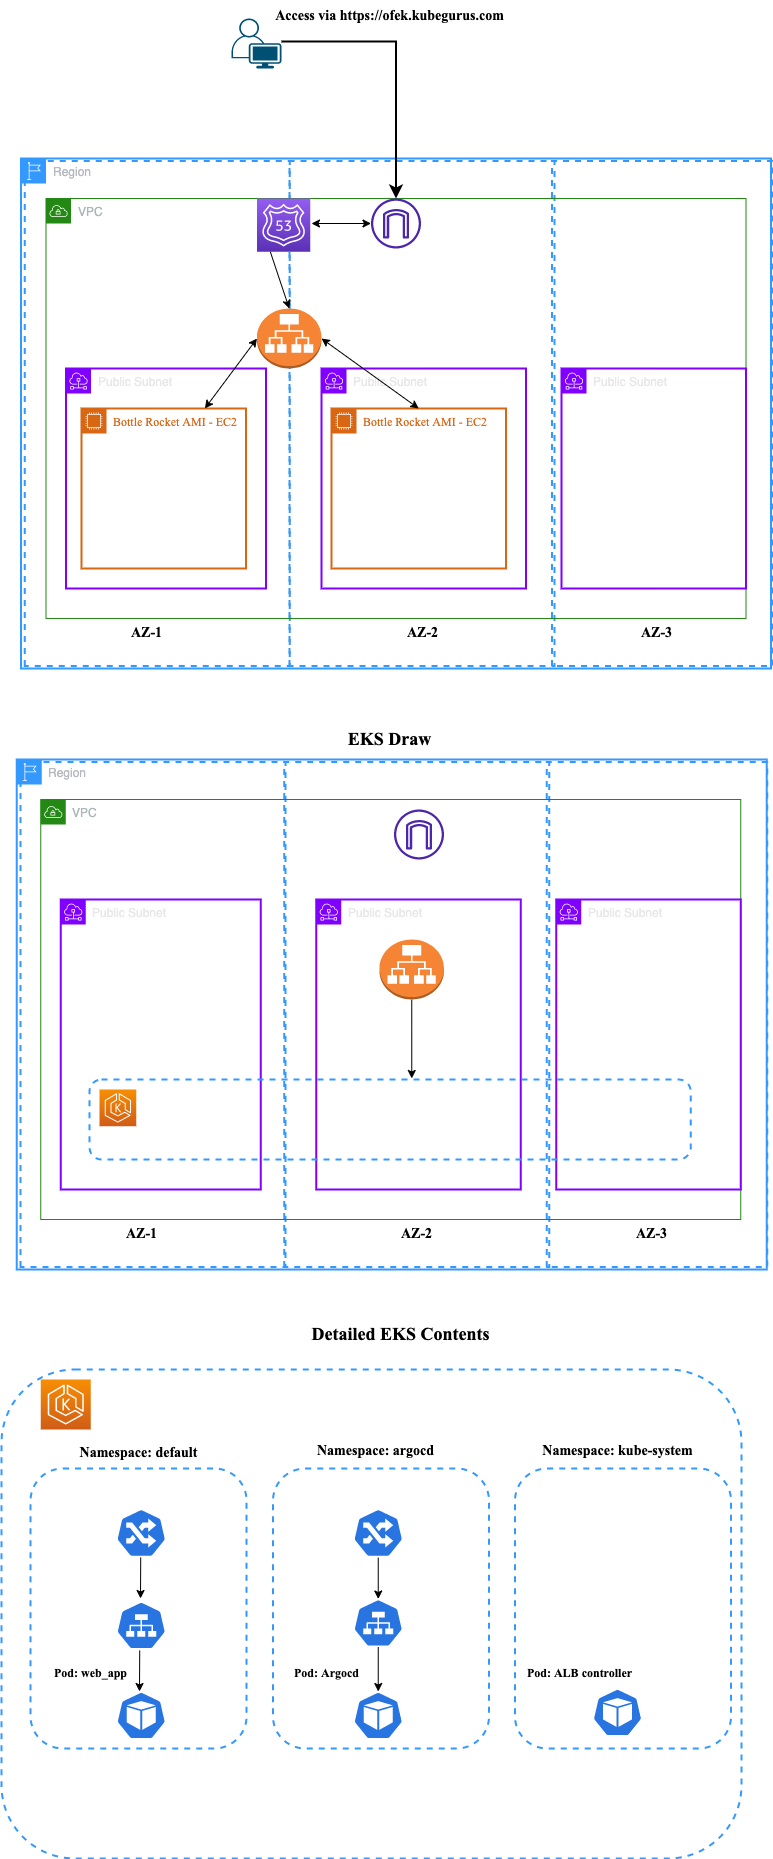 Access via https://ofek.kubegurus.com
Region
VPC
53
Public Subnet
Public Subnet
Public Subnet
Bottle Rocket AMI - EC2
Bottle Rocket AMI - EC2
AZ-1
AZ-2
AZ-3
EKS Draw
Region
VPC
Public Subnet
Public Subnet
Public Subnet
K
AZ-1
AZ-2
AZ-3
Detailed EKS Contents
K
Namespace: default
Namespace: argocd
Namespace: kube-system
Pod: web_app
Pod: Argocd
Pod: ALB controller